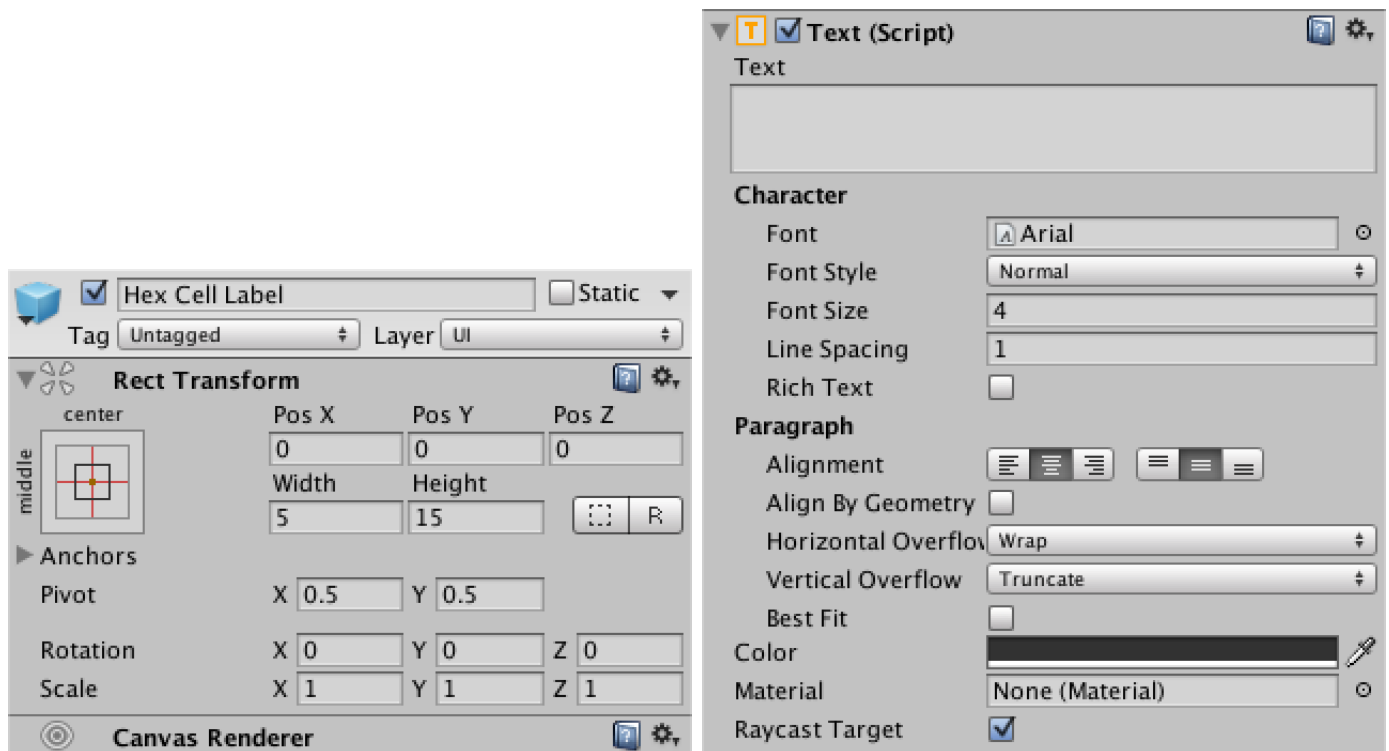 Hex Cell Label
Static
Tag Untagged Layer UI
Rect Transform
center
middle
Pos X Pos Y Pos Z
0 0 0
Width Height
5 15
R
Anchors
Pivot X 0.5 Y 0.5
Rotation X 0 Y 0 Z 0
Scale X 1 Y 1 Z 1
Canvas Renderer
T Text (Script)
Text
Character
Font Arial
Font Style Normal
Font Size 4
Line Spacing 1
Rich Text
Paragraph
Alignment
Align By Geometry
Horizontal Overflow Wrap
Vertical Overflow Truncate
Best Fit
Color
Material None (Material)
Raycast Target